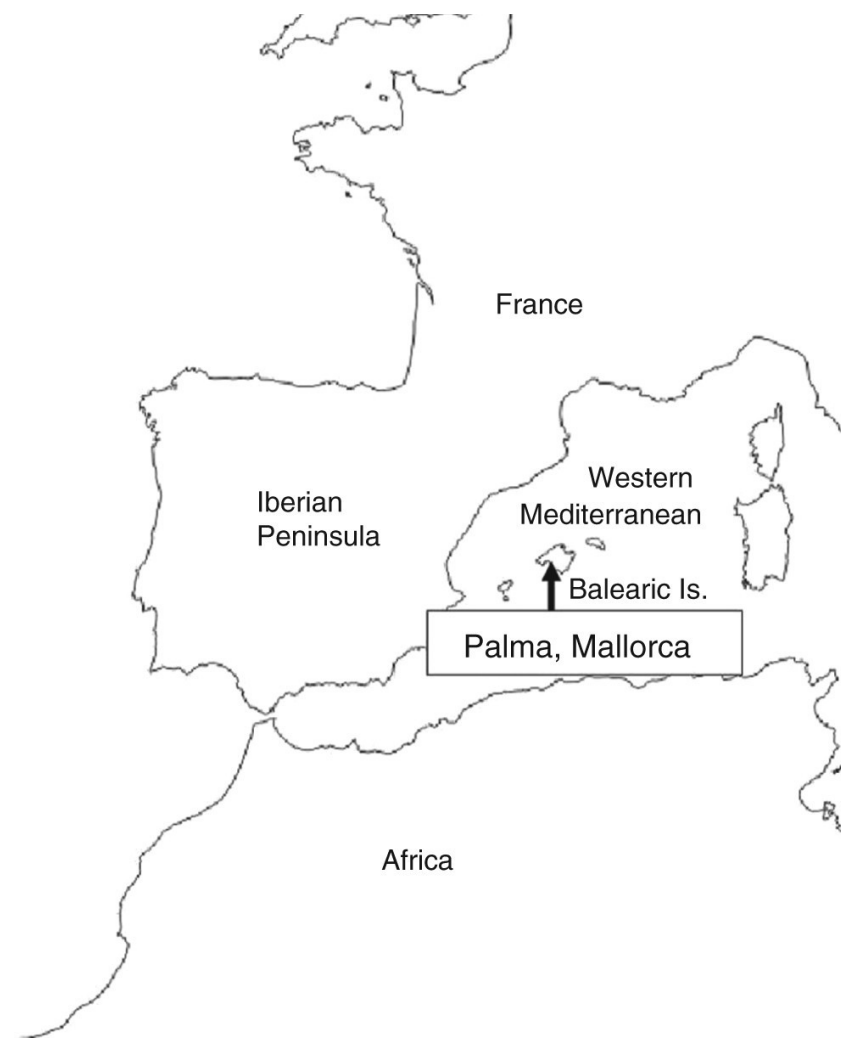 France
Western
Mediterranean
Iberian
Peninsula
Balearic Is.
Palma, Mallorca
Africa